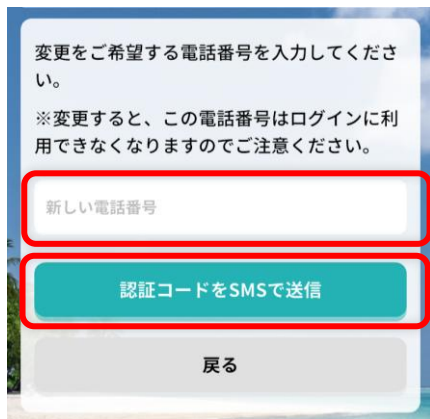 変更をご希望する電話番号を入力してくださ
い。
※変更すると、この電話番号はログインに利
用できなくなりますのでご注意ください。
新しい電話番号
認証コードをSMSで送信
戻る